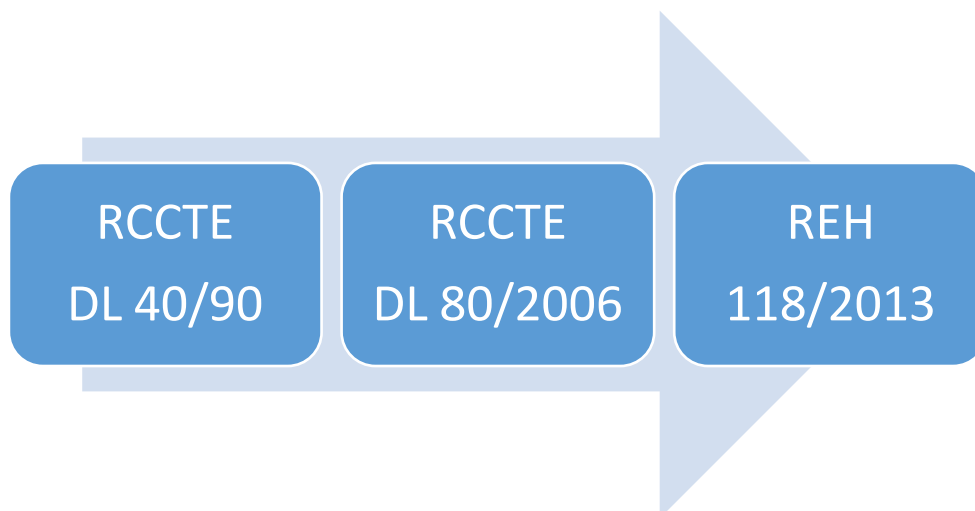 RCCTE
DL 40/90
RCCTE
DL 80/2006
REH
118/2013